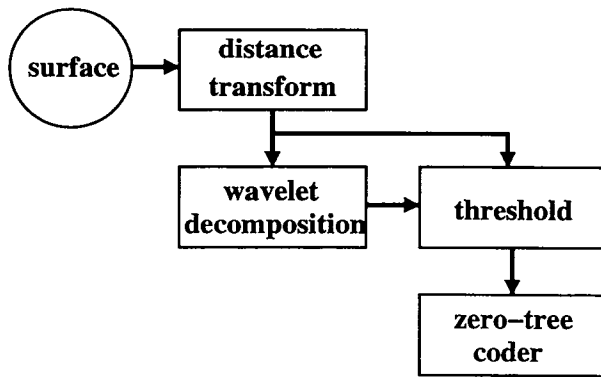 surface
distance
transform
wavelet
decomposition
threshold
zero−tree
coder